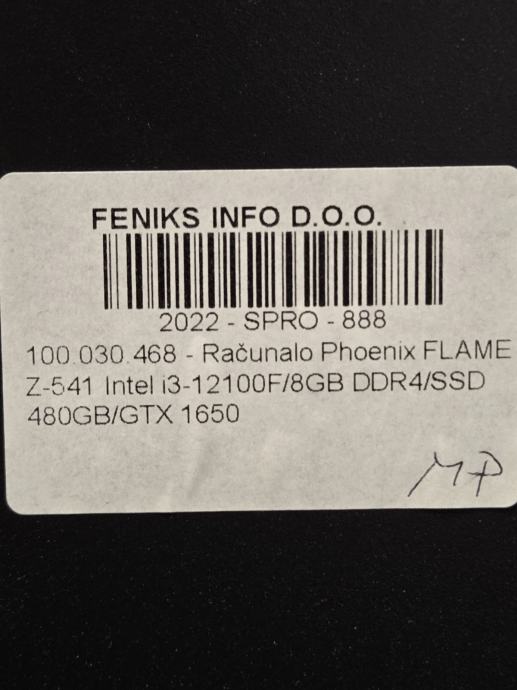 FENIKS INFO D.O.O.
2022 - SPRO - 888
100.030.468 - Računalo Phoenix FLAME
Z-541 Intel i3-12100F/8GB DDR4/SSD
480GB/GTX 1650
MP